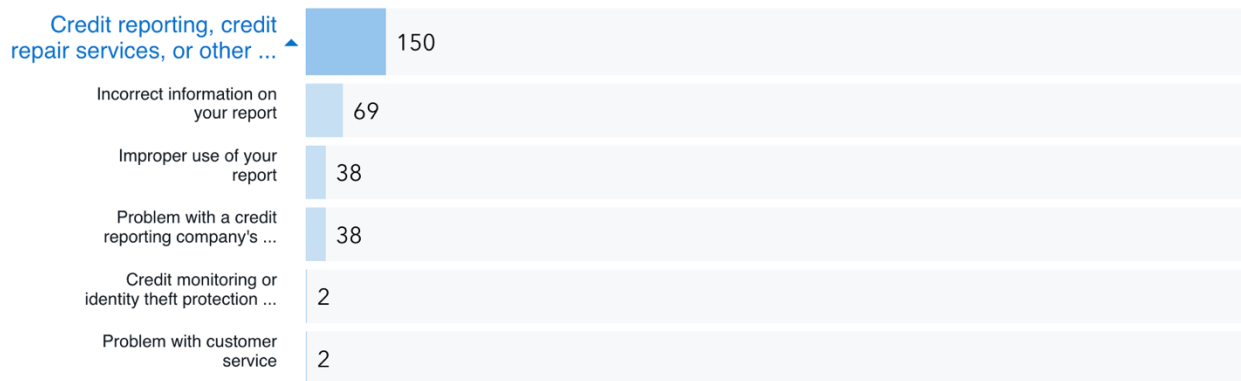 Credit reporting, credit
repair services, or other ...
150
Incorrect information on
your report
69
Improper use of your
report
38
Problem with a credit
reporting company's ...
38
Credit monitoring or
identity theft protection ...
2
Problem with customer
service
2